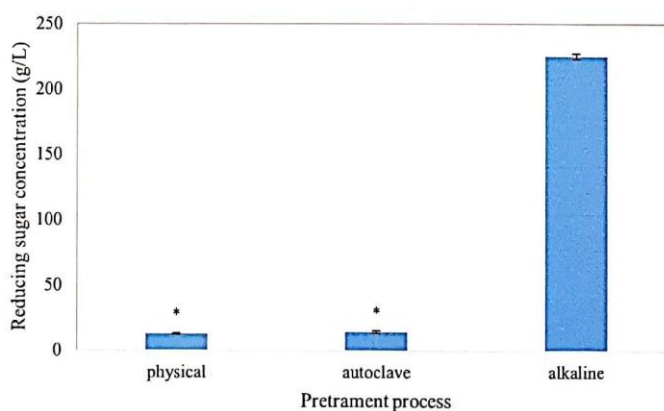 250
200
150
100
50
0
Reducing sugar concentration (g/L)
* *
physical autoclave alkaline
Pretrament process